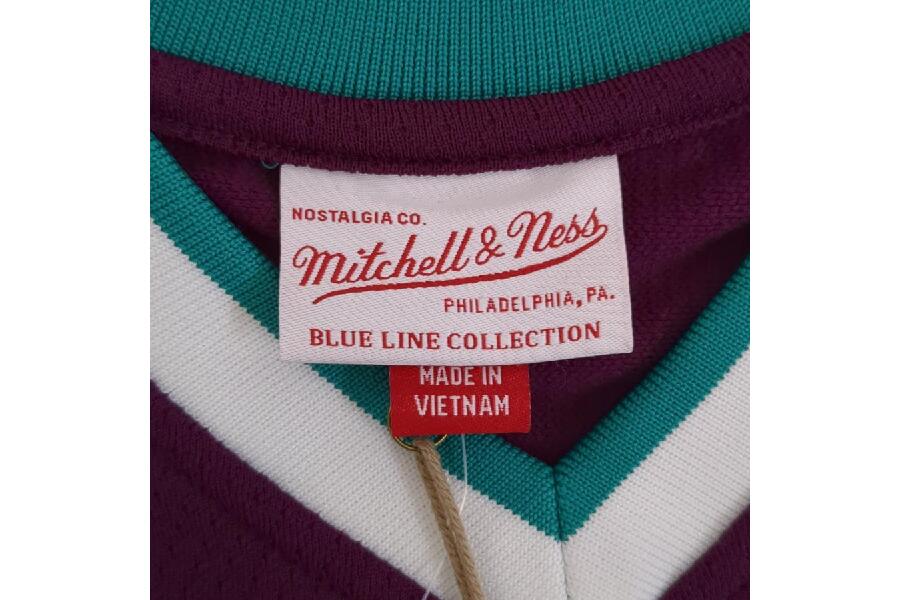 NOSTALGIA CO.
Mitchell & Ness
PHILADELPHIA, PA.
BLUE LINE COLLECTION
MADE IN
VIETNAM